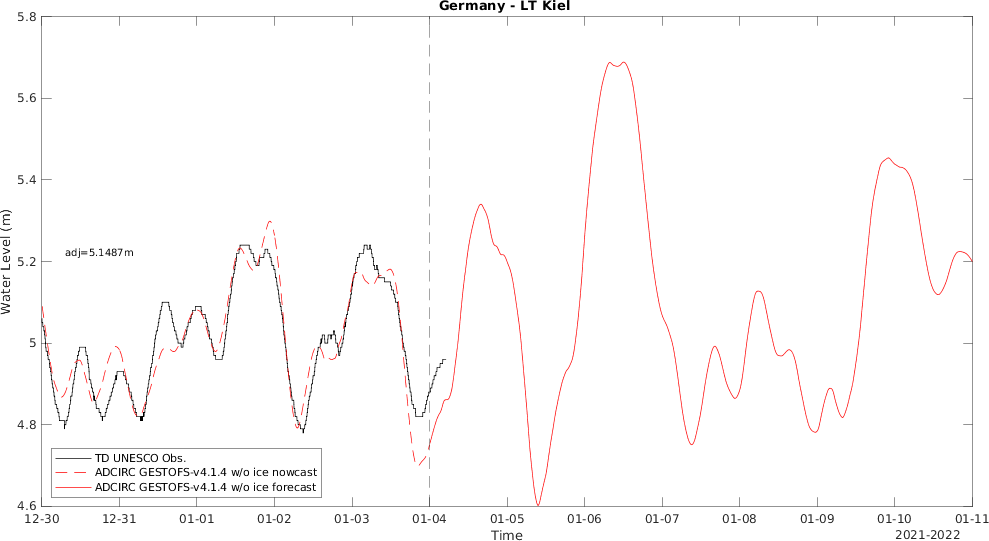 Germany - LT Kiel
5.8
5.6
5.4
5.2
5
4.8
4.6
Water Level (m)
adj=5.1487m
TD UNESCO Obs.
ADCIRC GESTOFS-v4.1.4 w/o ice nowcast
ADCIRC GESTOFS-v4.1.4 w/o ice forecast
12-30 12-31 01-01 01-02 01-03 01-04 01-05 01-06 01-07 01-08 01-09 01-10 01-11
Time
2021-2022